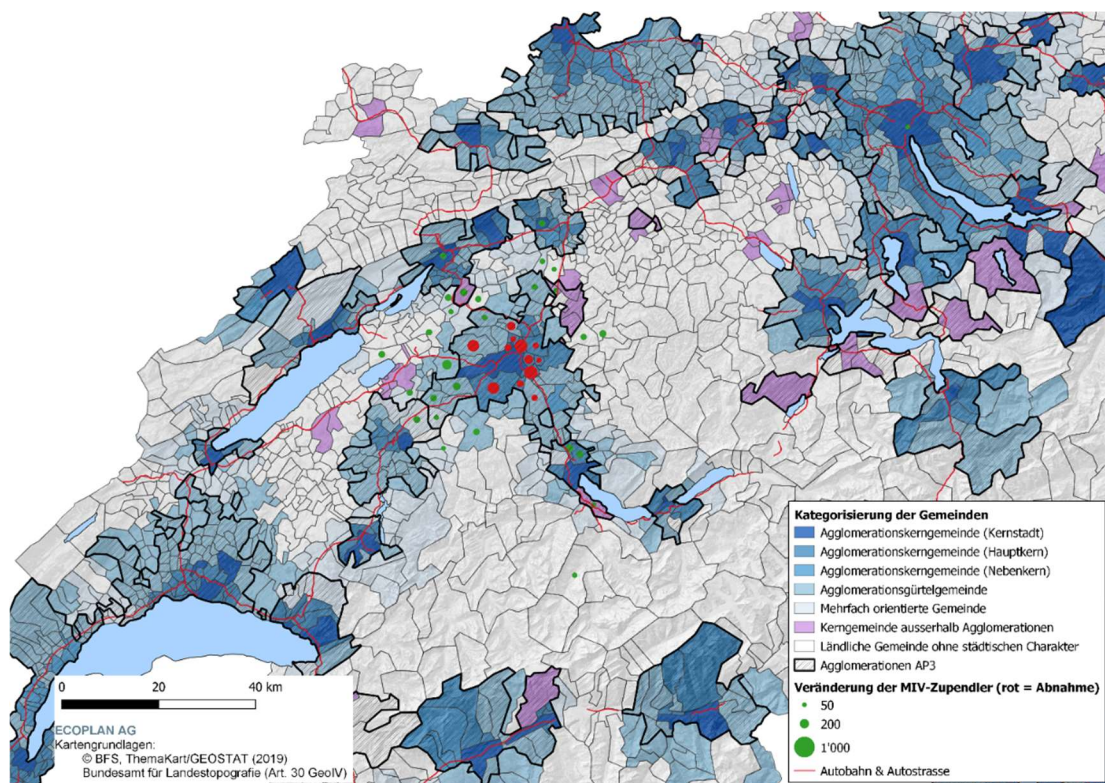 Kategorisierung der Gemeinden
Agglomerationskerngemeinde (Kernstadt)
Agglomerationskerngemeinde (Hauptkern)
Agglomerationskerngemeinde (Nebenkern)
Agglomerationsgürtelgemeinde
Mehrfach orientierte Gemeinde
Kerngemeinde ausserhalb Agglomerationen
Ländliche Gemeinde ohne städtischen Charakter
Agglomerationen AP3
Veränderung der MIV-Zupendler (rot = Abnahme)
50
200
1'000
Autobahn & Autostrasse
0 20 40 km
ECOPLAN AG
Kartengrundlagen:
© BFS, ThemaKart/GEOSTAT (2019)
Bundesamt für Landestopografie (Art. 30 GeoIV)